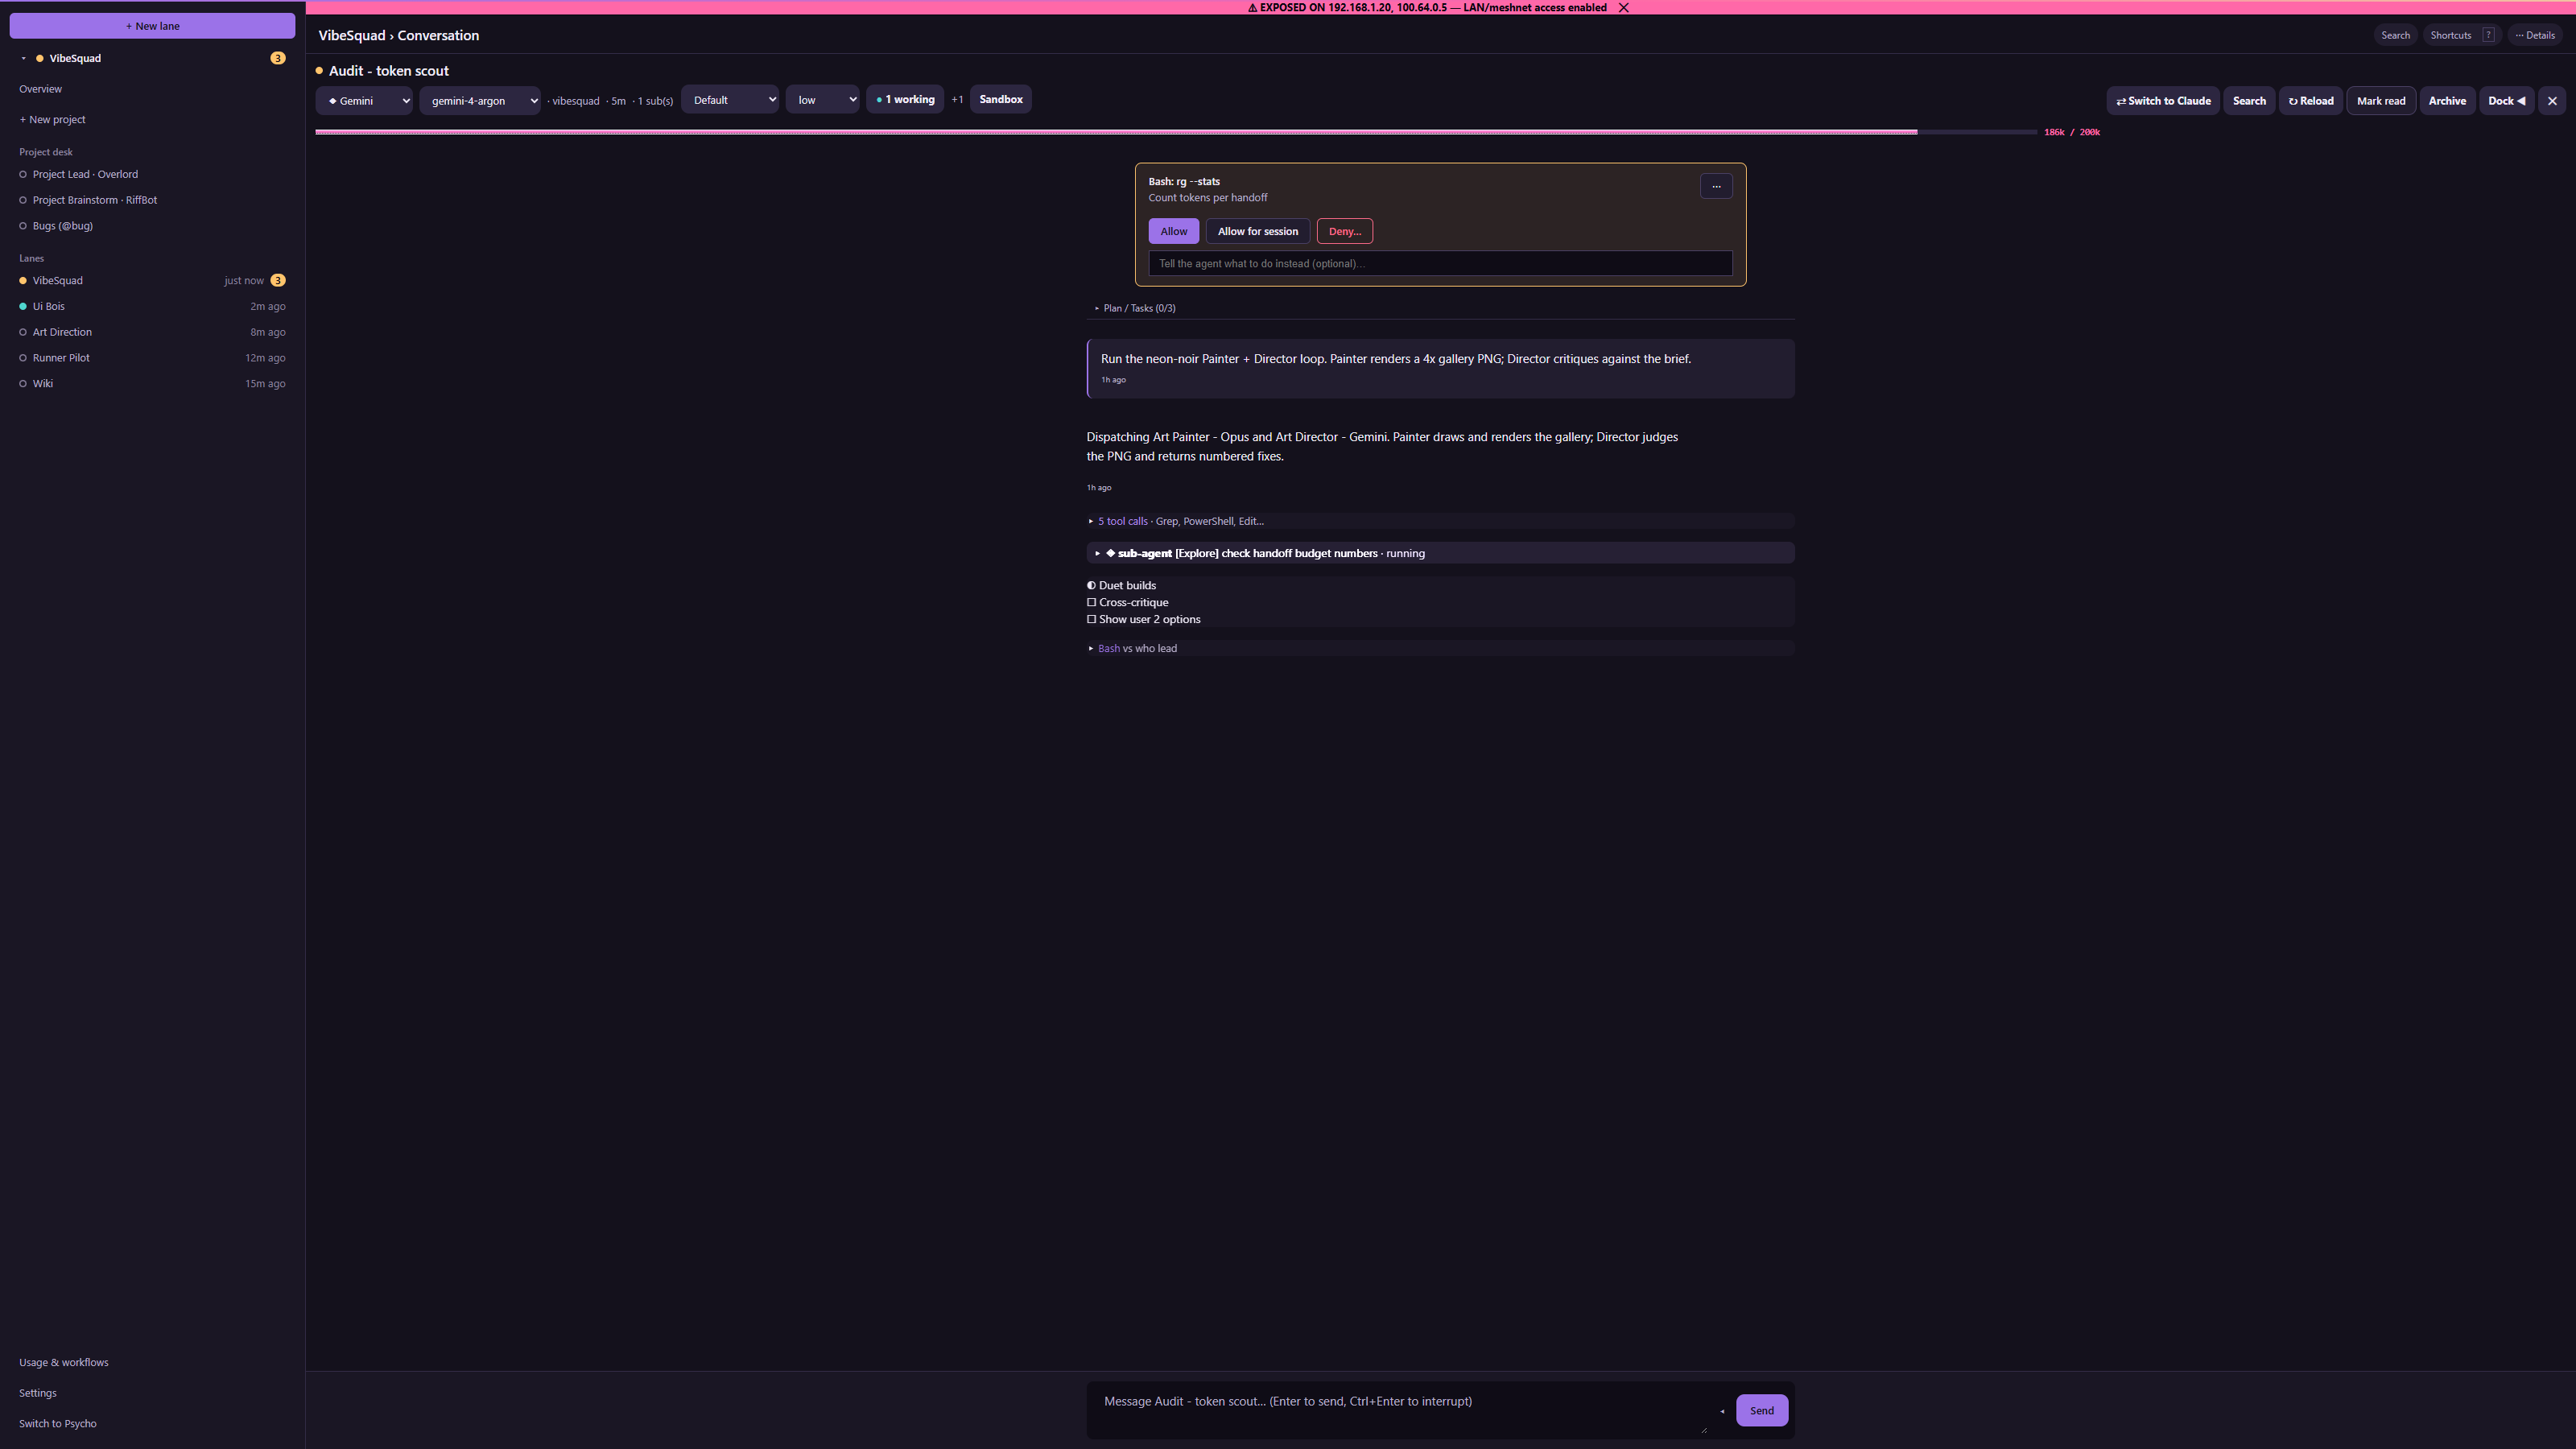 + New lane
VibeSquad 3
Overview
+ New project
Project desk
Project Lead · Overlord
Project Brainstorm · RiffBot
Bugs (@bug)
Lanes
VibeSquad just now 3
Ui Bois 2m ago
Art Direction 8m ago
Runner Pilot 12m ago
Wiki 15m ago
Usage & workflows
Settings
Switch to Psycho
⚠ EXPOSED ON 192.168.1.20, 100.64.0.5 — LAN/meshnet access enabled ✕
VibeSquad › Conversation Search Shortcuts ? ··· Details
Audit - token scout
◆ Gemini gemini-4-argon · vibesquad · 5m · 1 sub(s) Default low ● 1 working +1 Sandbox ⇄ Switch to Claude Search ↻ Reload Mark read Archive Dock ◀ ✕
186k / 200k
Bash: rg --stats ...
Count tokens per handoff
Allow Allow for session Deny...
Tell the agent what to do instead (optional)...
▸ Plan / Tasks (0/3)
Run the neon-noir Painter + Director loop. Painter renders a 4x gallery PNG; Director critiques against the brief.
1h ago
Dispatching Art Painter - Opus and Art Director - Gemini. Painter draws and renders the gallery; Director judges
the PNG and returns numbered fixes.
1h ago
▸ 5 tool calls · Grep, PowerShell, Edit...
▸ ◆ sub-agent [Explore] check handoff budget numbers · running
◐ Duet builds
☐ Cross-critique
☐ Show user 2 options
▸ Bash vs who lead
Message Audit - token scout... (Enter to send, Ctrl+Enter to interrupt) ◂ Send